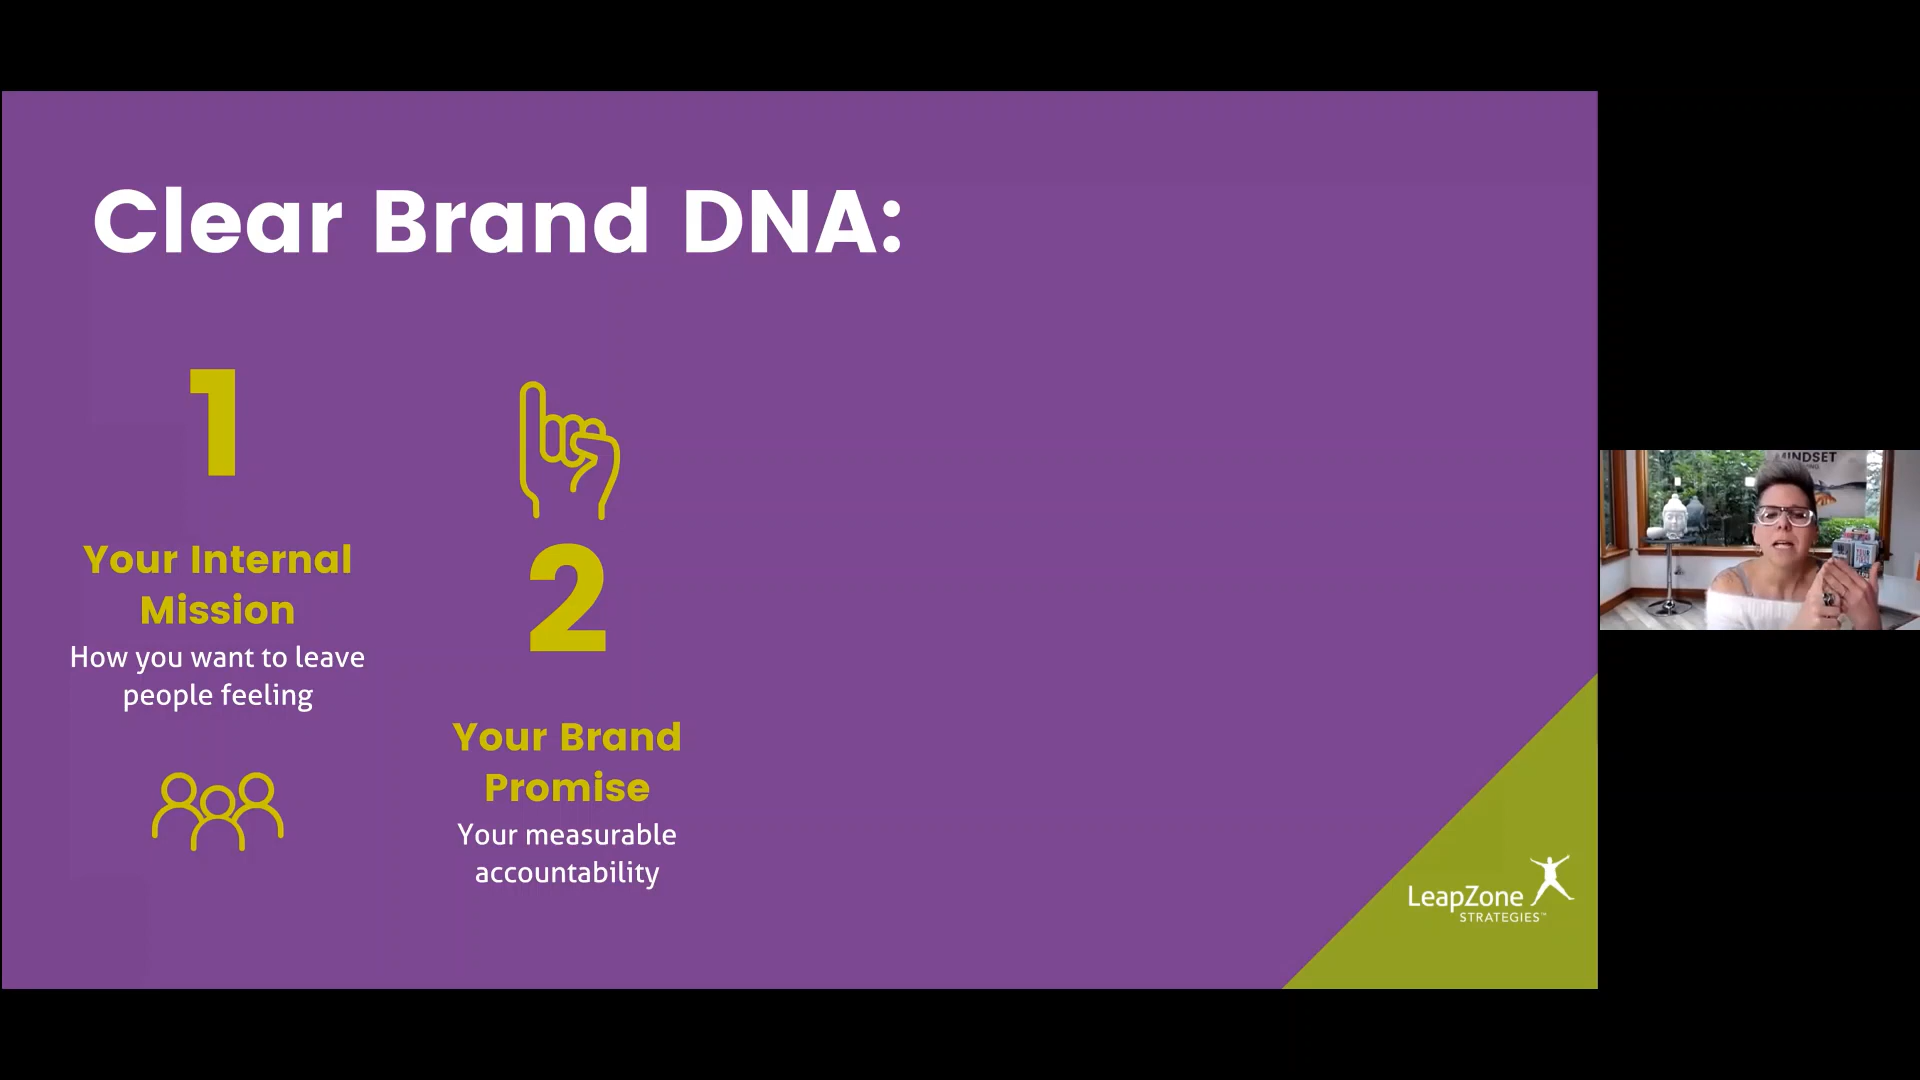 Clear Brand DNA:
1
Your Internal
Mission
How you want to leave
people feeling
2
Your Brand
Promise
Your measurable
accountability
LeapZone
STRATEGIES™
MINDSET